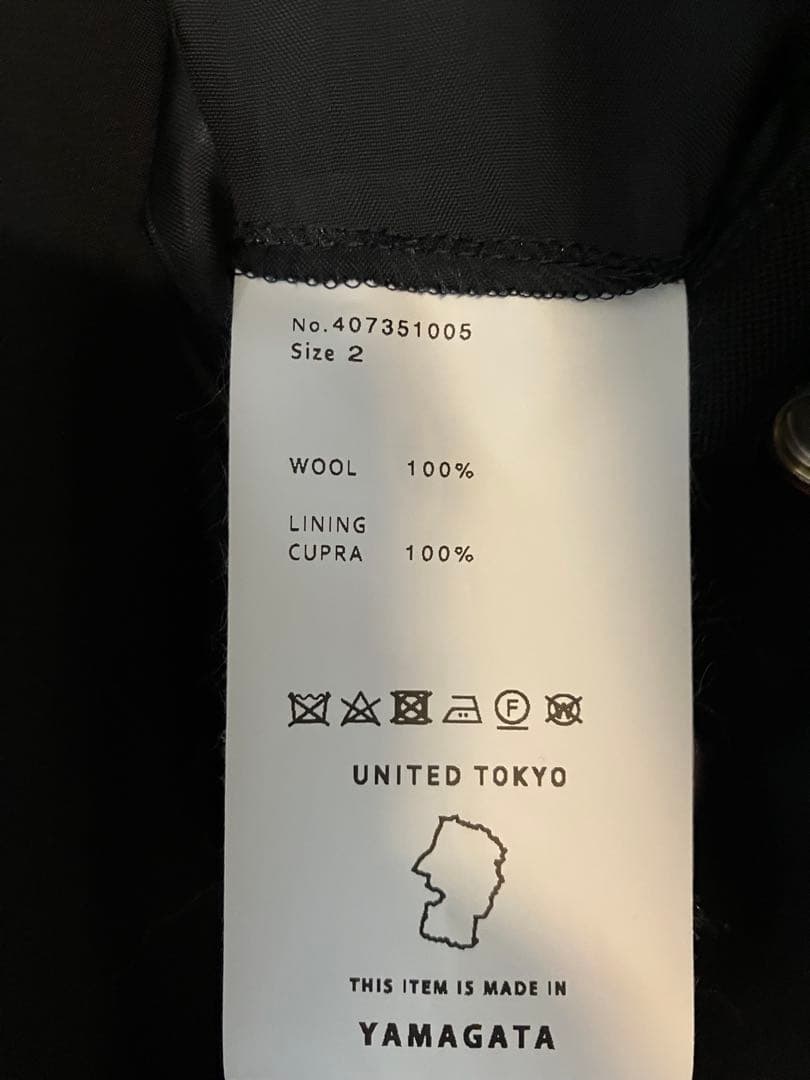 No.407351005
Size 2
WOOL 100%
LINING
CUPRA 100%
F W
UNITED TOKYO
THIS ITEM IS MADE IN
YAMAGATA